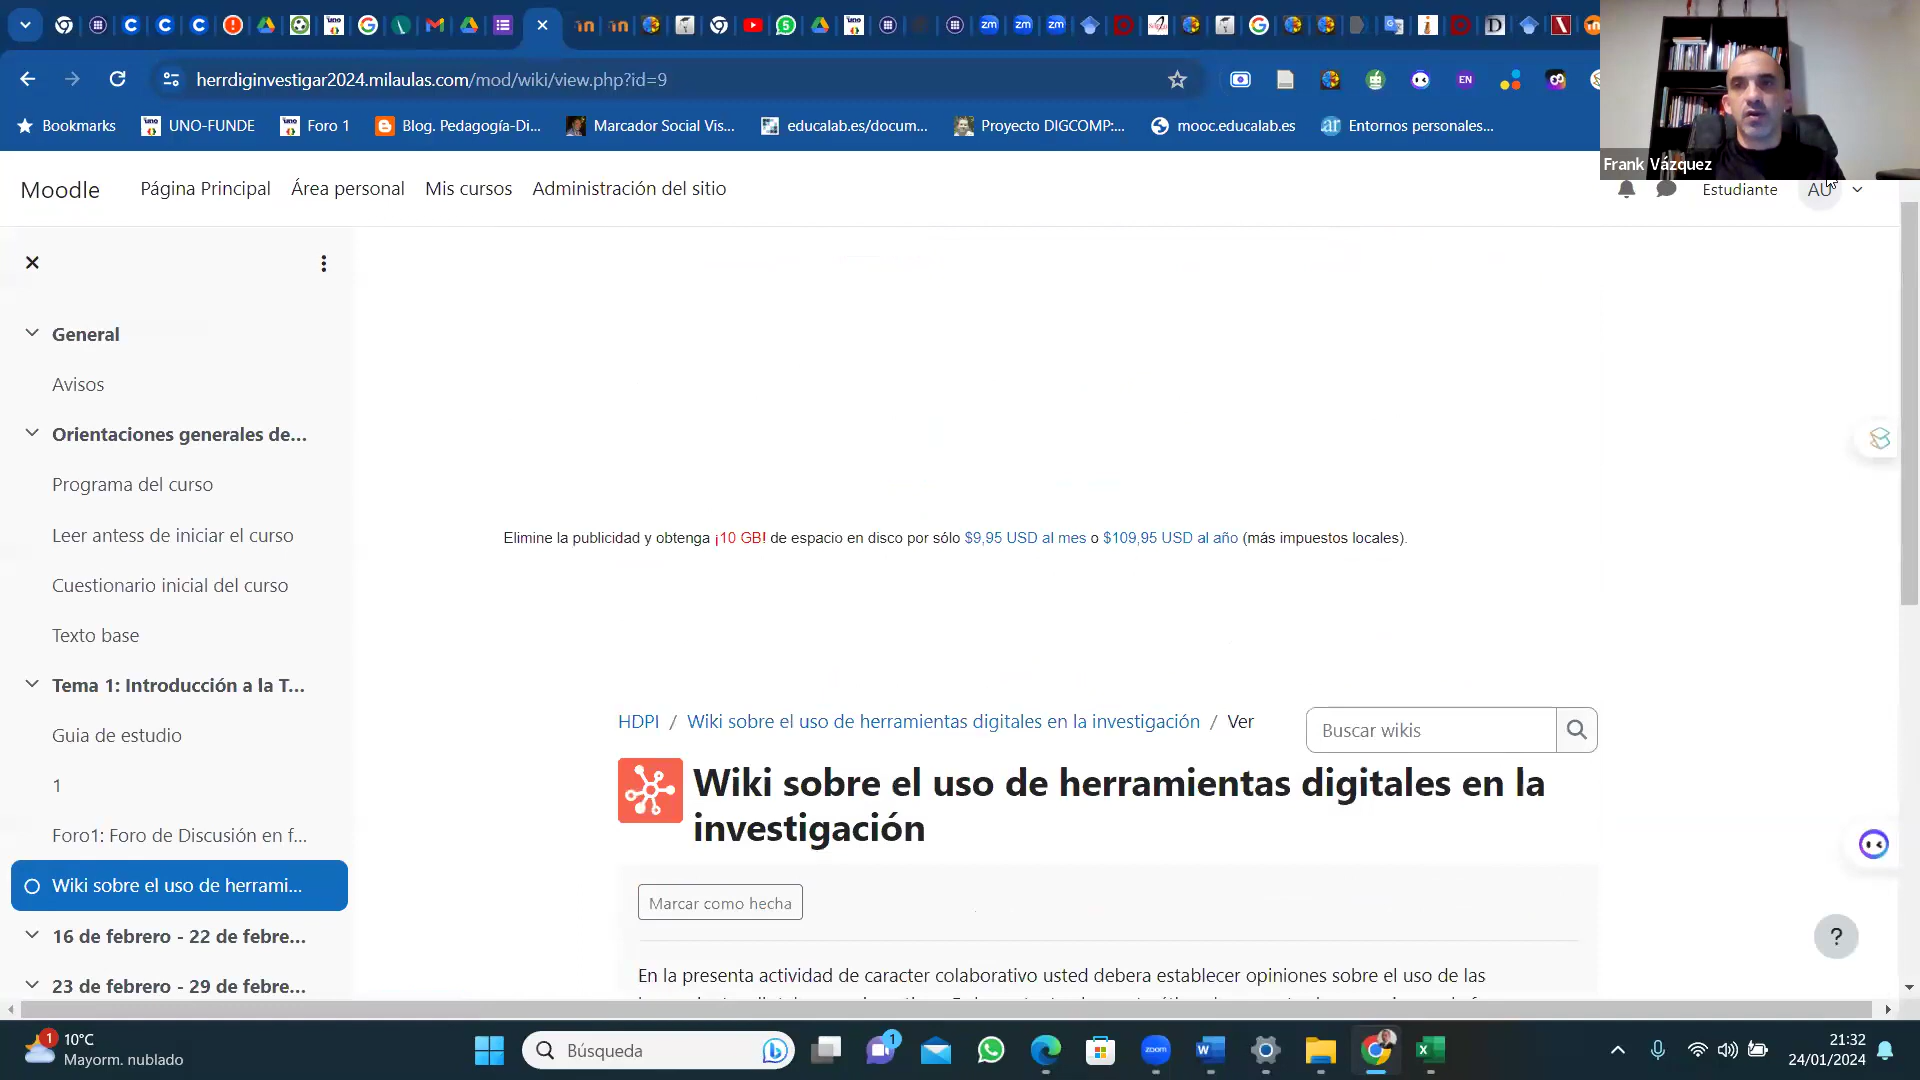 herrdiginvestigar2024.milaulas.com/mod/wiki/view.php?id=9
EN
Bookmarks
UNO-FUNDE
Foro 1
Blog. Pedagogía-Di...
Marcador Social Vis...
educalab.es/docum...
Proyecto DIGCOMP:...
mooc.educalab.es
Entornos personales...
Frank Vázquez
Moodle
Página Principal
Área personal
Mis cursos
Administración del sitio
Estudiante
AU
General
Avisos
Orientaciones generales de...
Programa del curso
Leer antess de iniciar el curso
Cuestionario inicial del curso
Texto base
Tema 1: Introducción a la T...
Guia de estudio
1
Foro1: Foro de Discusión en f...
Wiki sobre el uso de herrami...
16 de febrero - 22 de febre...
23 de febrero - 29 de febre...
Elimine la publicidad y obtenga ¡10 GB! de espacio en disco por sólo $9,95 USD al mes o $109,95 USD al año (más impuestos locales).
HDPI / Wiki sobre el uso de herramientas digitales en la investigación / Ver
Buscar wikis
Wiki sobre el uso de herramientas digitales en la
investigación
Marcar como hecha
En la presenta actividad de caracter colaborativo usted debera establecer opiniones sobre el uso de las
?
1
10°C
Mayorm. nublado
Búsqueda
1
zoom
21:32
24/01/2024